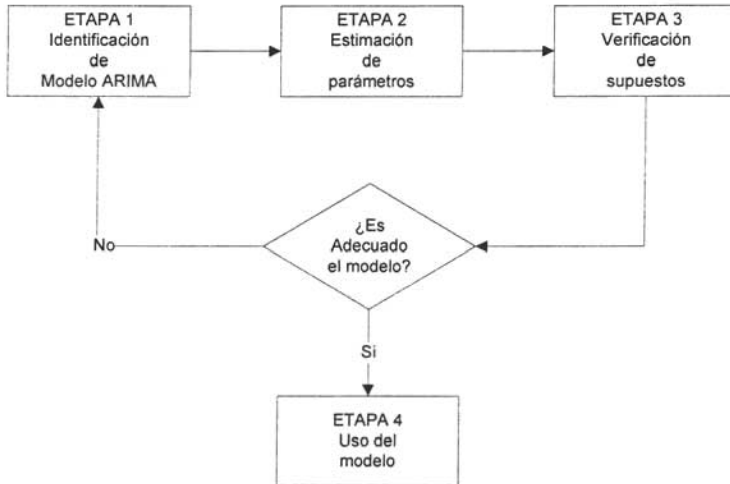 ETAPA 1
Identificación
de
Modelo ARIMA
ETAPA 2
Estimación
de
parámetros
ETAPA 3
Verificación
de
supuestos
¿Es
Adecuado
el modelo?
No
Si
ETAPA 4
Uso del
modelo